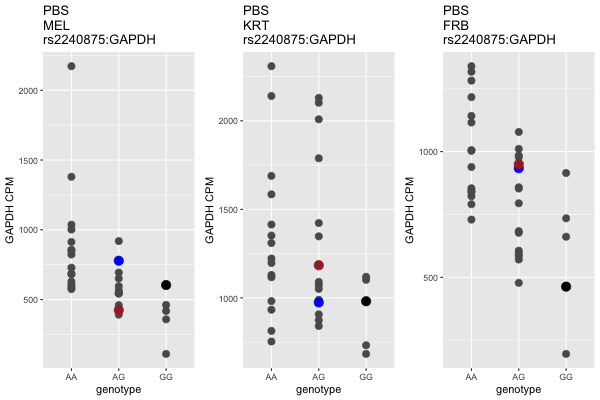 PBS
MEL
rs2240875:GAPDH
GAPDH CPM
2000
1500
1000
500
AA AG GG
genotype
PBS
KRT
rs2240875:GAPDH
GAPDH CPM
2000
1500
1000
AA AG GG
genotype
PBS
FRB
rs2240875:GAPDH
GAPDH CPM
1000
500
AA AG GG
genotype